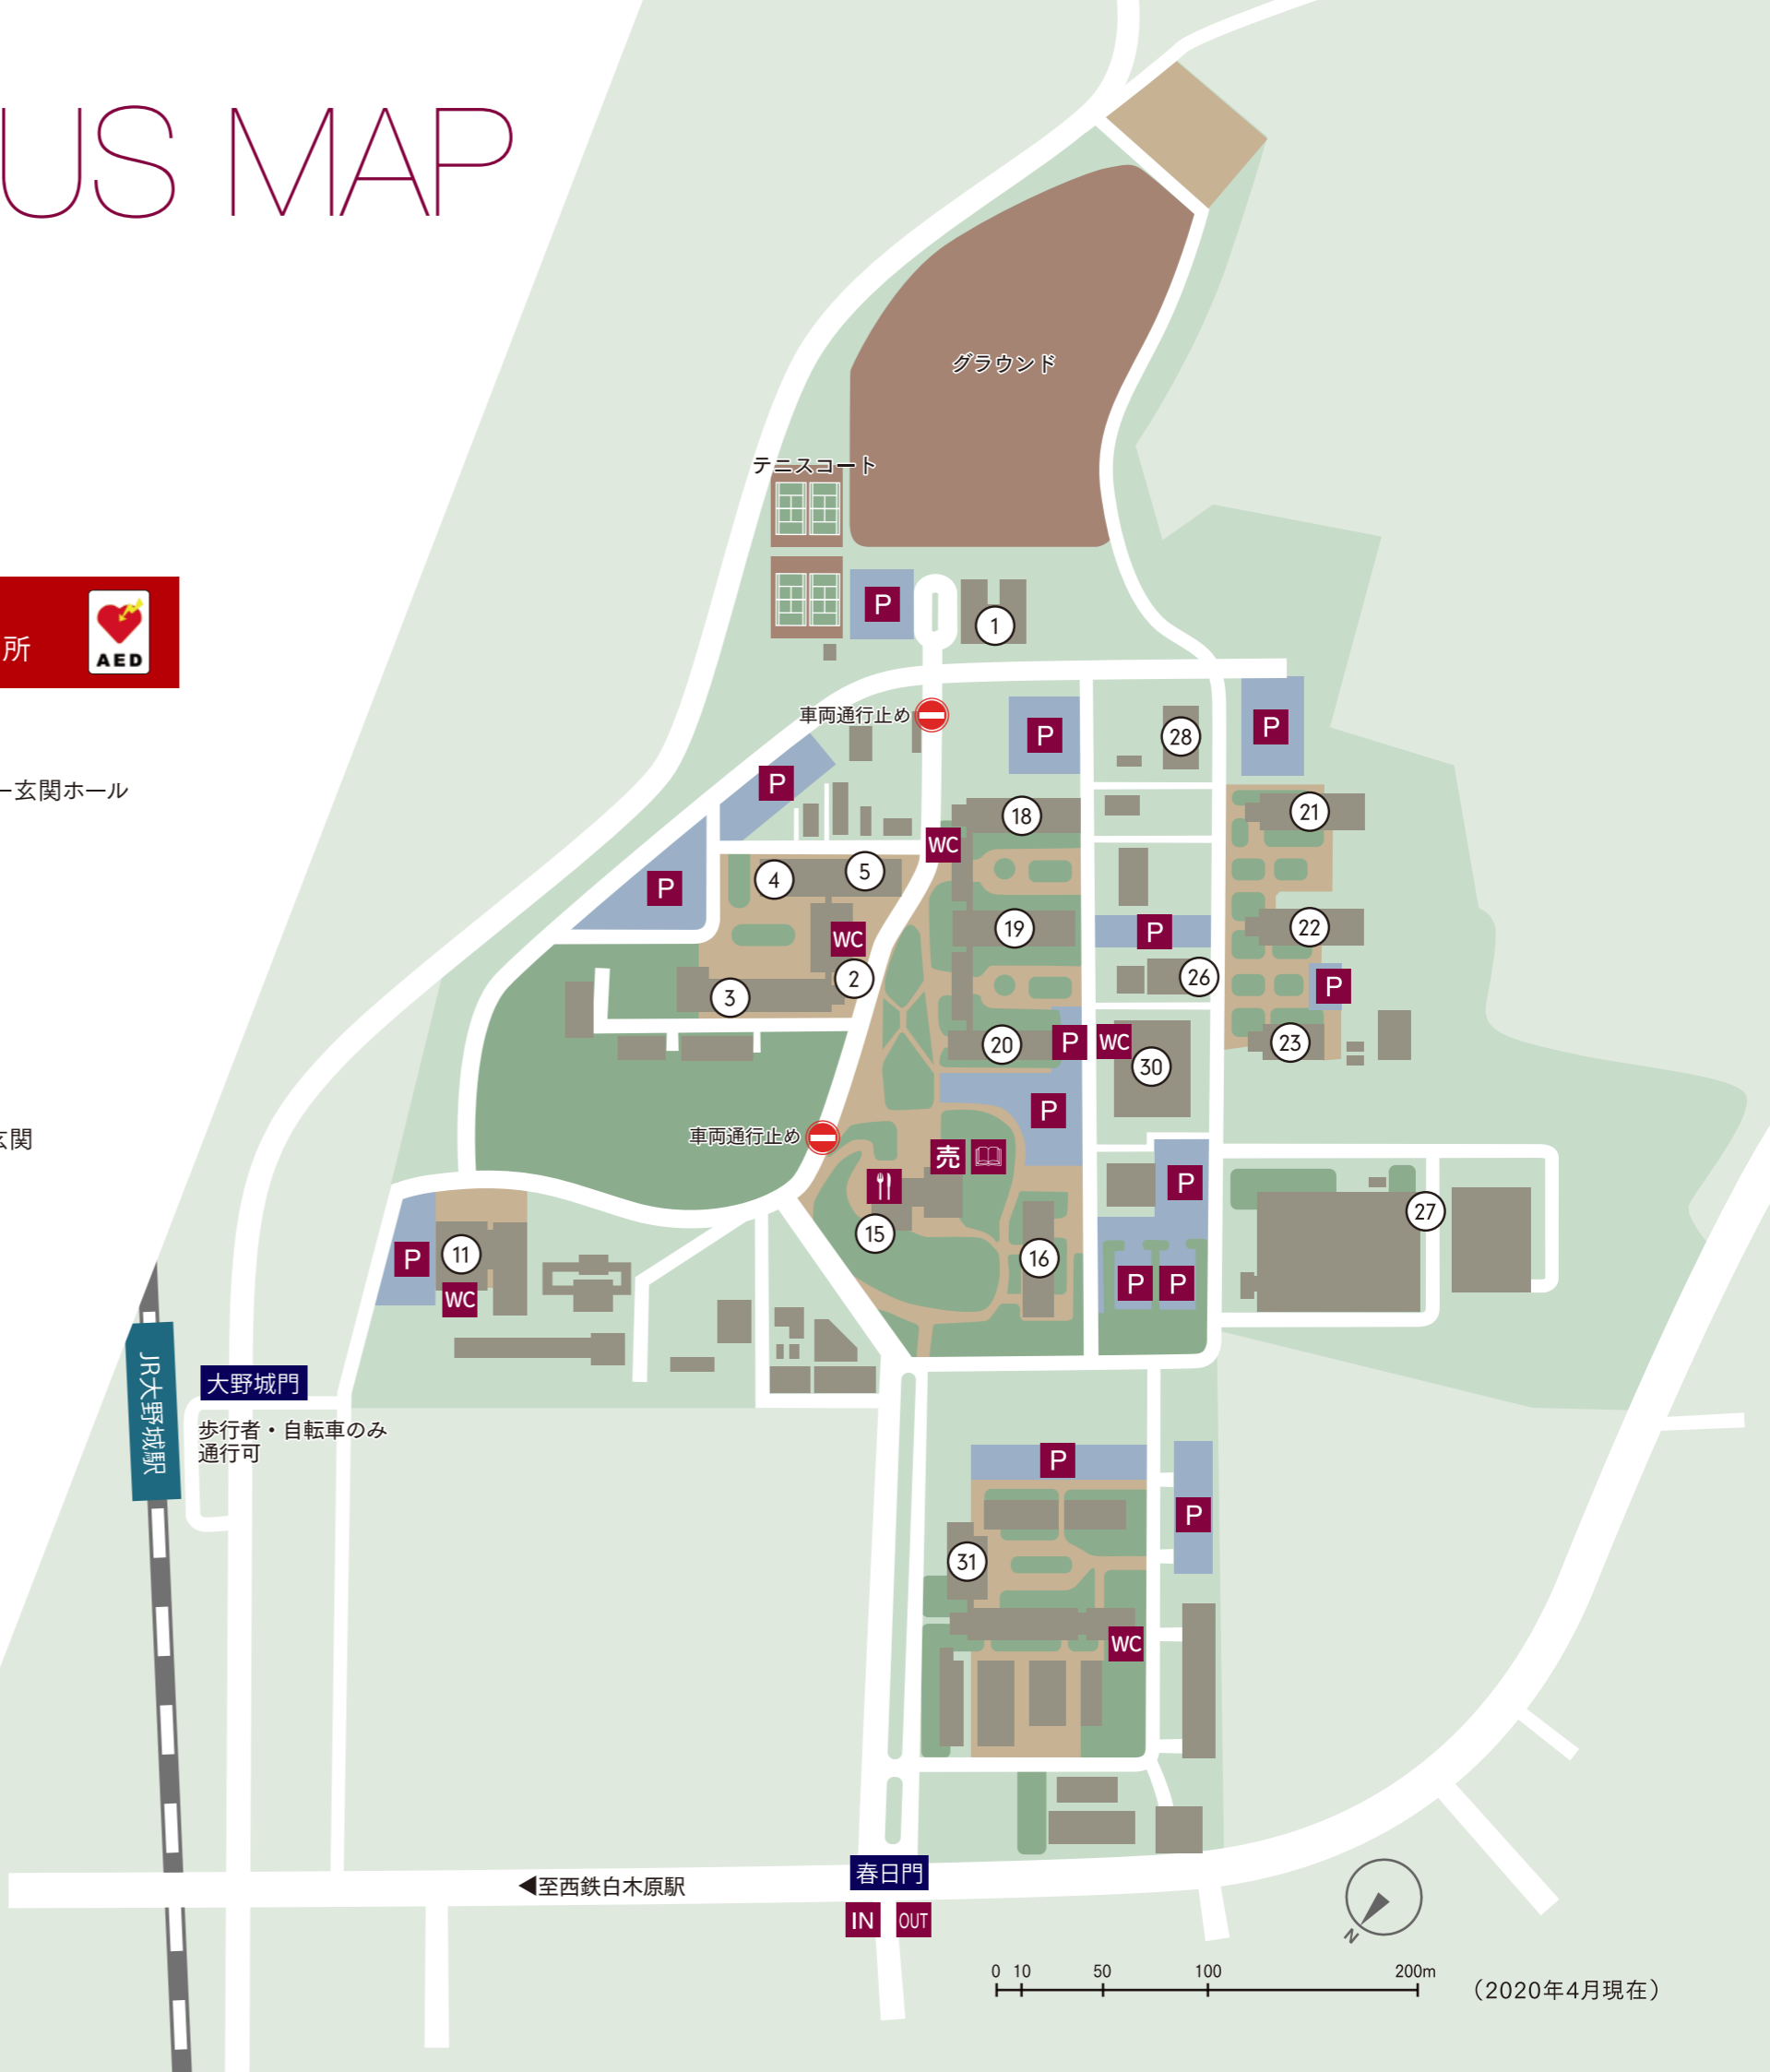 US MAP
グラウンド
テニスコート
P
1
所
AED
車両通行止め
P
28
P
ー玄関ホール
P
18
21
WC
P
4
5
19
22
WC
P
2
26
P
3
20
P
WC
23
30
P
玄関
車両通行止め
売
P
27
15
11
P
16
WC
P
P
JR大野城駅
大野城門
歩行者・自転車のみ
通行可
P
P
31
WC
春日門
◀至西鉄白木原駅
IN
OUT
N
0 10 50 100 200m
（2020年4月現在）